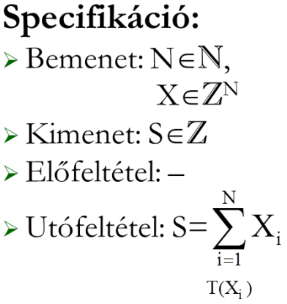 Specifikáció:
➢ Bemenet: N∈ℕ,
X∈ℤᴺ
➢ Kimenet: S∈ℤ
➢ Előfeltétel: –
➢ Utófeltétel: S=∑Xᵢ
N
i=1
T(Xᵢ)